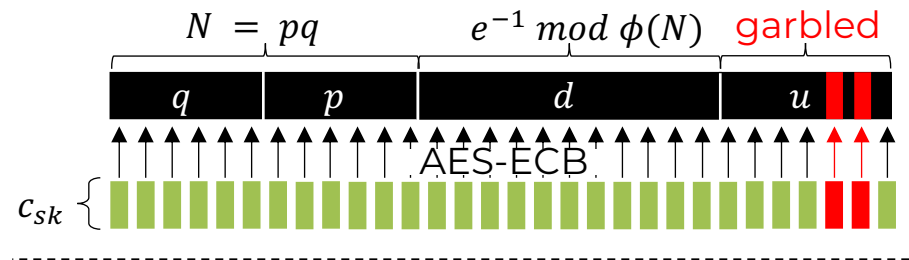 N = pq e⁻¹ mod ϕ(N) garbled
q p d u
AES-ECB
c_{sk}